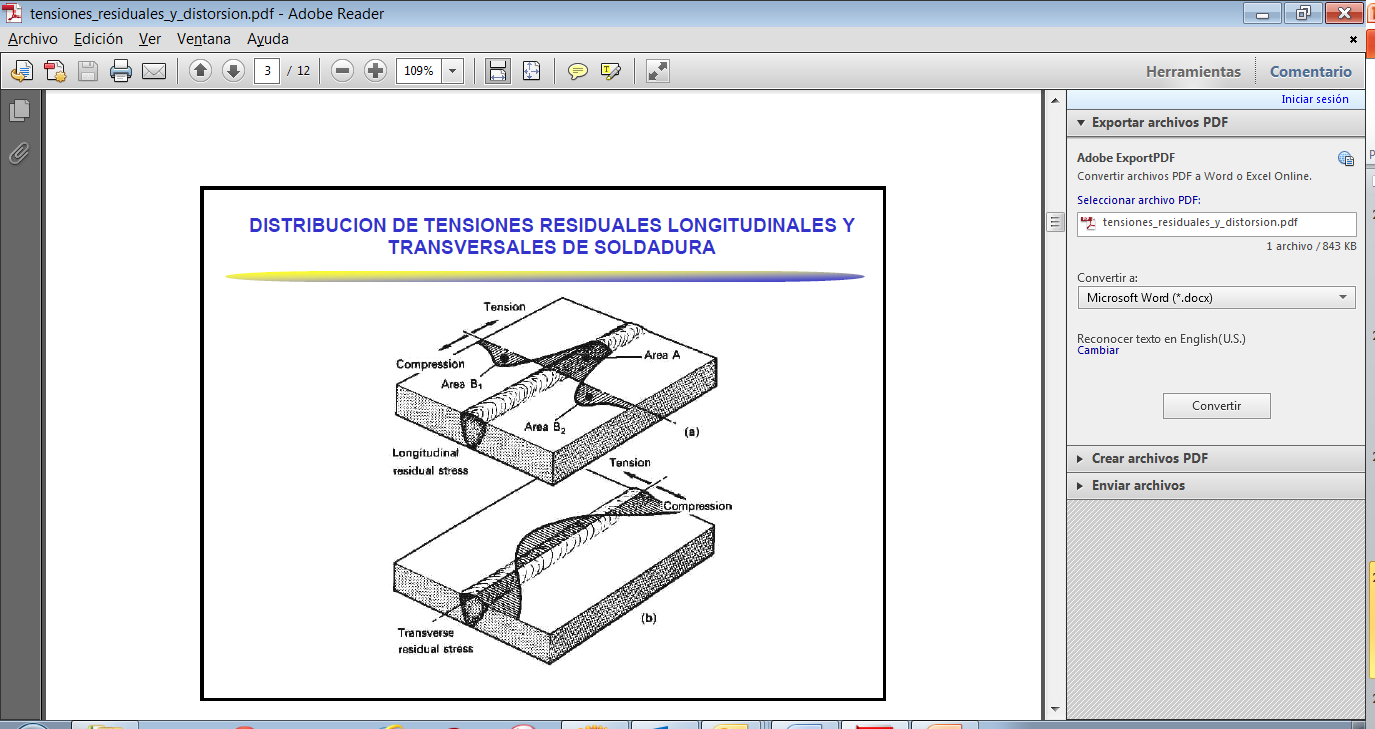 tensiones_residuales_y_distorsion.pdf - Adobe Reader
Archivo Edición Ver Ventana Ayuda
3 / 12 109% Herramientas Comentario
Iniciar sesión
Exportar archivos PDF
Adobe ExportPDF
Convertir archivos PDF a Word o Excel Online.
Seleccionar archivo PDF:
tensiones_residuales_y_distorsion.pdf
1 archivo / 843 KB
Convertir a:
Microsoft Word (*.docx)
Reconocer texto en English(U.S.)
Cambiar
Convertir
Crear archivos PDF
Enviar archivos
DISTRIBUCION DE TENSIONES RESIDUALES LONGITUDINALES Y
TRANSVERSALES DE SOLDADURA
Tension
Compression
Area A
Area B1
Area B2
(a)
Longitudinal
residual stress
Tension
Compression
(b)
Transverse
residual stress